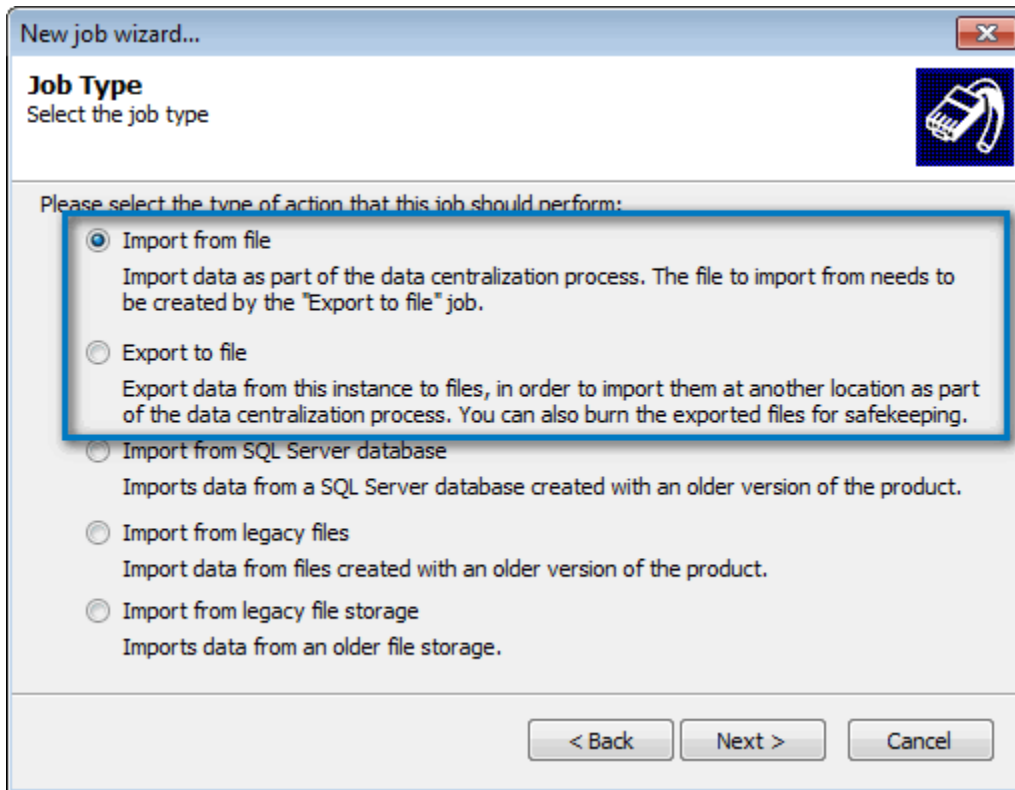 New job wizard...
Job Type
Select the job type
Please select the type of action that this job should perform:
Import from file
Import data as part of the data centralization process. The file to import from needs to
be created by the "Export to file" job.
Export to file
Export data from this instance to files, in order to import them at another location as part
of the data centralization process. You can also burn the exported files for safekeeping.
Import from SQL Server database
Imports data from a SQL Server database created with an older version of the product.
Import from legacy files
Import data from files created with an older version of the product.
Import from legacy file storage
Imports data from an older file storage.
< Back
Next >
Cancel